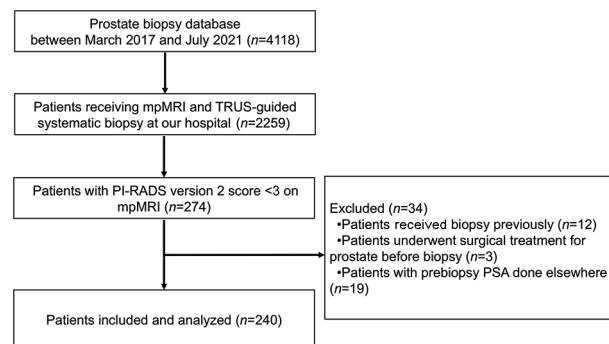 Prostate biopsy database
between March 2017 and July 2021 (n=4118)
Patients receiving mpMRI and TRUS-guided
systematic biopsy at our hospital (n=2259)
Patients with PI-RADS version 2 score <3 on
mpMRI (n=274)
Excluded (n=34)
•Patients received biopsy previously (n=12)
•Patients underwent surgical treatment for
prostate before biopsy (n=3)
•Patients with prebiopsy PSA done elsewhere
(n=19)
Patients included and analyzed (n=240)